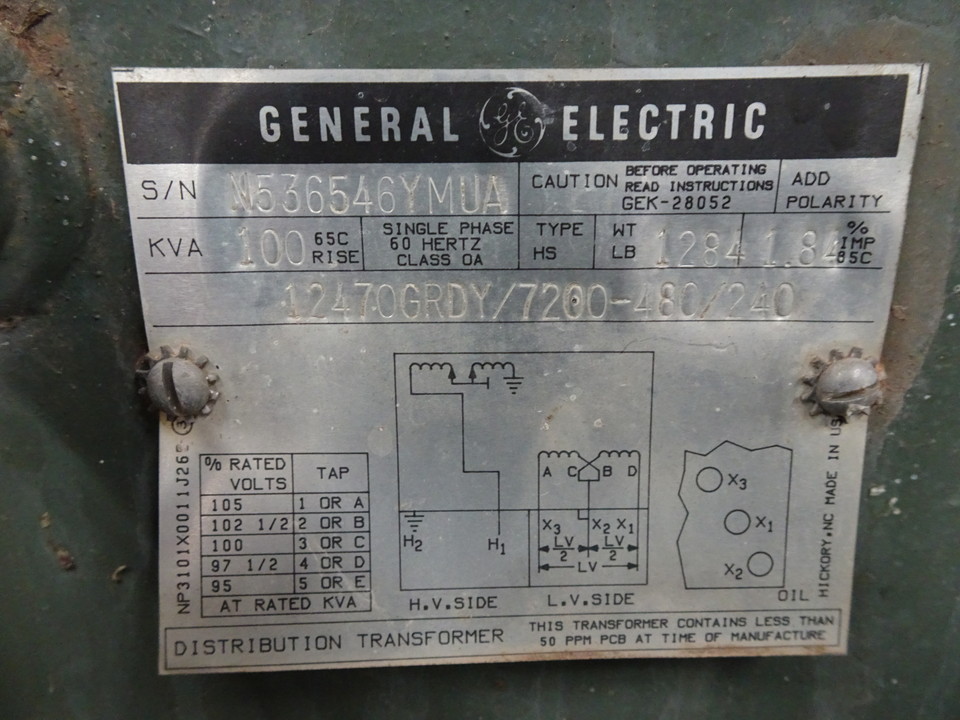 GENERAL GE ELECTRIC
S/N N536546YMUA
CAUTION BEFORE OPERATING
READ INSTRUCTIONS
GEK-28052
ADD
POLARITY
KVA 100 65C
RISE
SINGLE PHASE
60 HERTZ
CLASS OA
TYPE
HS
WT
LB 1284
1.84 %
IMP
85C
12470GRDY/7200-480/240
% RATED
VOLTS TAP
105 1 OR A
102 1/2 2 OR B
100 3 OR C
97 1/2 4 OR D
95 5 OR E
AT RATED KVA
H2 H1
H.V.SIDE
A C B D
X3 X2 X1
LV/2 LV/2
LV
L.V.SIDE
X3
X1
X2
OIL
HICKORY,NC MADE IN
DISTRIBUTION TRANSFORMER
THIS TRANSFORMER CONTAINS LESS THAN
50 PPM PCB AT TIME OF MANUFACTURE